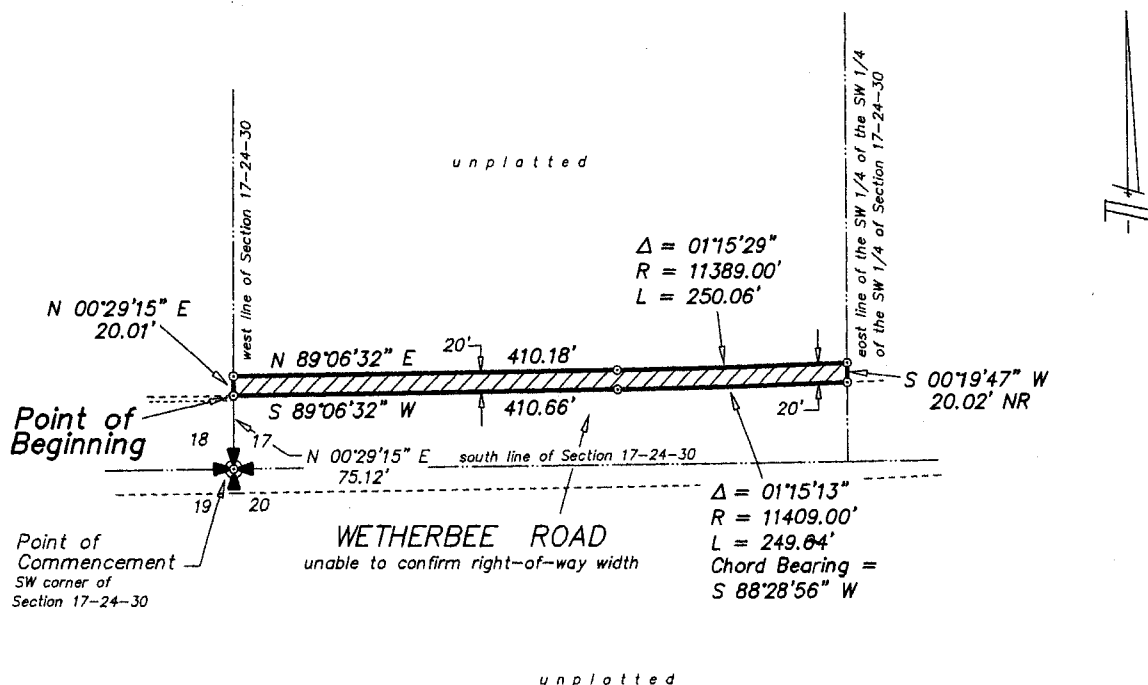 unplatted
west line of Section 17-24-30
east line of the SW 1/4 of the SW 1/4
of the SW 1/4 of Section 17-24-30
Δ = 01°15'29"
R = 11389.00'
L = 250.06'
N 00°29'15" E
20.01'
N 89°06'32" E
20'
410.18'
S 00°19'47" W
20.02' NR
S 89°06'32" W
410.66'
20'
Point of
Beginning
18
17
N 00°29'15" E
75.12'
south line of Section 17-24-30
19
20
Point of
Commencement
SW corner of
Section 17-24-30
WETHERBEE ROAD
unable to confirm right-of-way width
Δ = 01°15'13"
R = 11409.00'
L = 249.64'
Chord Bearing =
S 88°28'56" W
unplatted